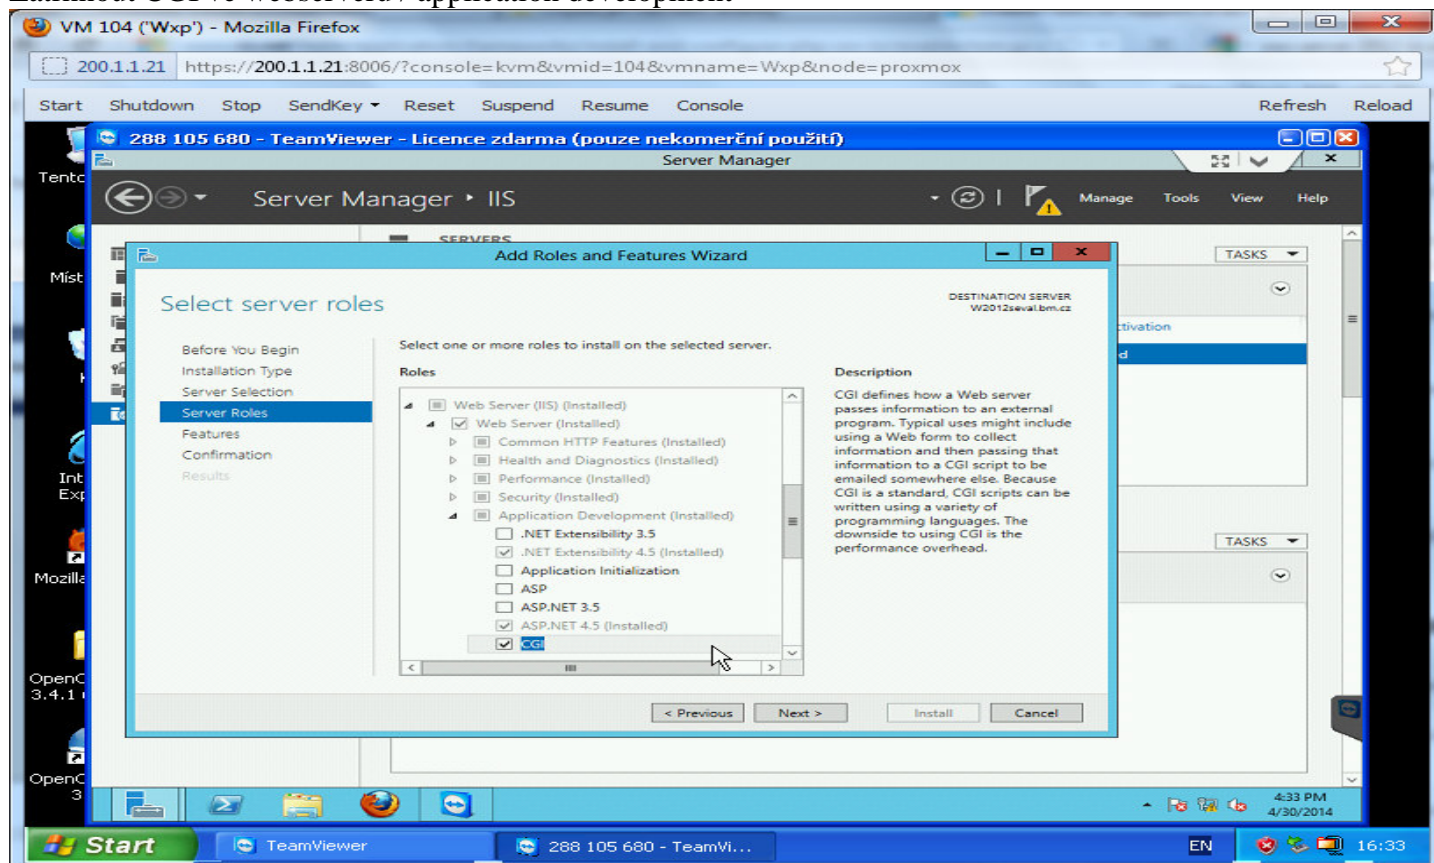 VM 104 ('Wxp') - Mozilla Firefox
200.1.1.21 https://200.1.1.21:8006/?console=kvm&vmid=104&vmname=Wxp&node=proxmox
Start Shutdown Stop SendKey Reset Suspend Resume Console Refresh Reload
288 105 680 - TeamViewer - Licence zdarma (pouze nekomerční použití)
Server Manager
Server Manager IIS
Manage Tools View Help
SERVERS
TASKS
Add Roles and Features Wizard
Select server roles
DESTINATION SERVER
W2012seval.bm.cz
Before You Begin
Installation Type
Server Selection
Server Roles
Features
Confirmation
Results
Select one or more roles to install on the selected server.
Roles
Web Server (IIS) (Installed)
Web Server (Installed)
Common HTTP Features (Installed)
Health and Diagnostics (Installed)
Performance (Installed)
Security (Installed)
Application Development (Installed)
.NET Extensibility 3.5
.NET Extensibility 4.5 (Installed)
Application Initialization
ASP
ASP.NET 3.5
ASP.NET 4.5 (Installed)
CGI
Description
CGI defines how a Web server
passes information to an external
program. Typical uses might include
using a Web form to collect
information and then passing that
information to a CGI script to be
emailed somewhere else. Because
CGI is a standard, CGI scripts can be
written using a variety of
programming languages. The
downside to using CGI is the
performance overhead.
< Previous Next > Install Cancel
TASKS
Tento
Míst
Int
Exp
Mozilla
OpenO
3.4.1
OpenO
3
4:33 PM
4/30/2014
Start TeamViewer 288 105 680 - TeamVi... EN 16:33